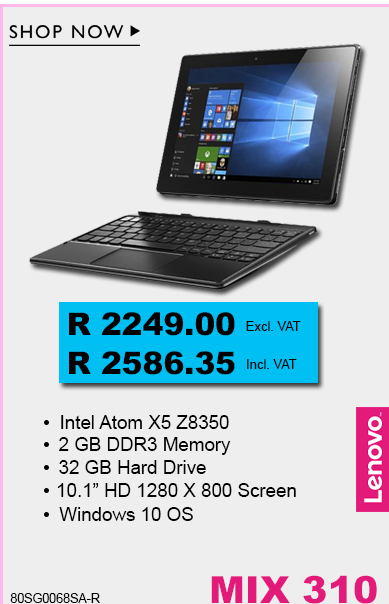 SHOP NOW
R 2249.00 Excl. VAT
R 2586.35 Incl. VAT
• Intel Atom X5 Z8350
• 2 GB DDR3 Memory
• 32 GB Hard Drive
• 10.1” HD 1280 X 800 Screen
• Windows 10 OS
Lenovo
80SG0068SA-R
MIX 310